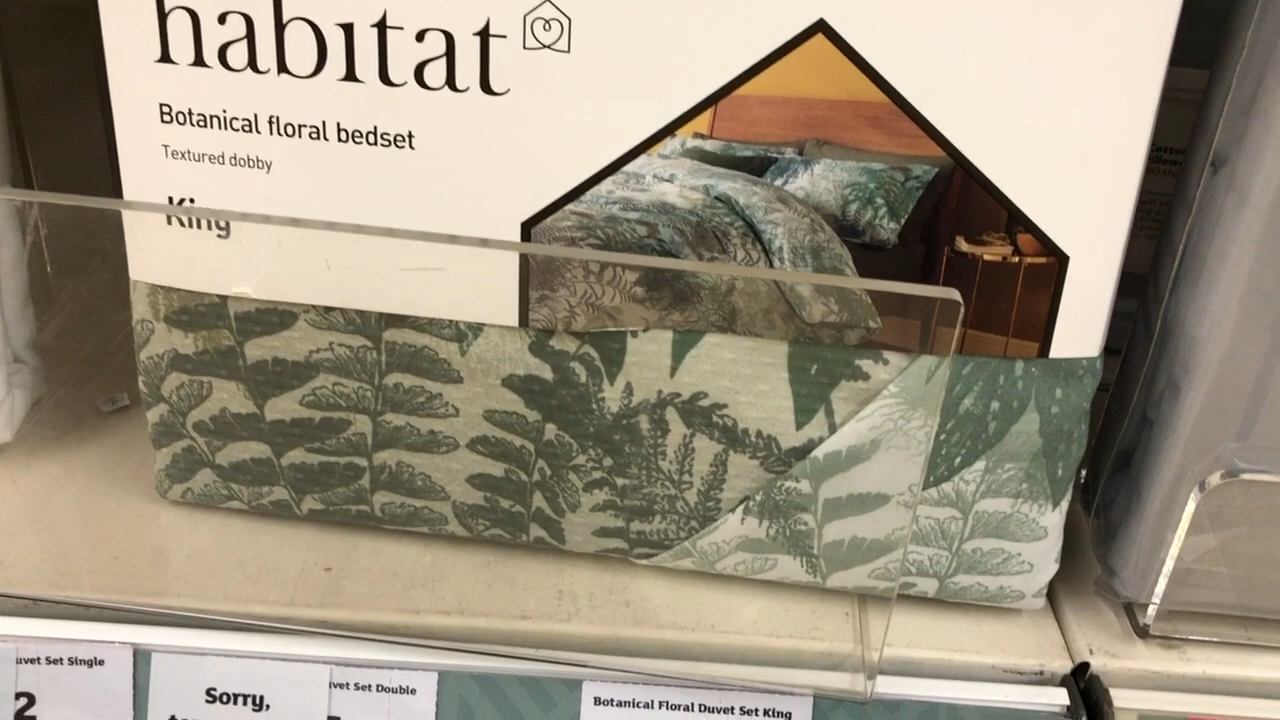 habitat
Botanical floral bedset
Textured dobby
King
uvet Set Single
2
Sorry,
vet Set Double
Botanical Floral Duvet Set King